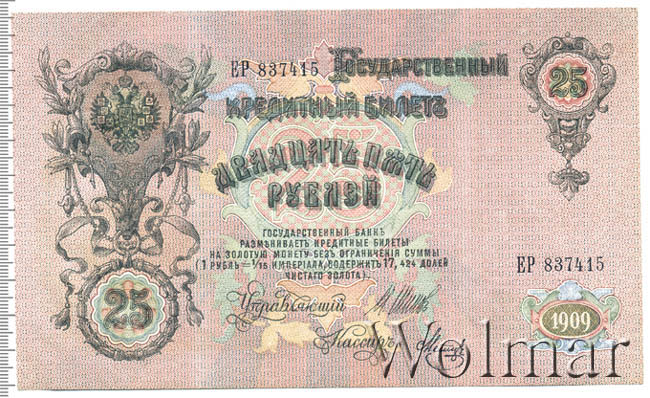 ЕР 837415 Государственный
25
Кредитный Билетъ
Двадцать пять
рублей
Государственный банкъ
размѣниваетъ кредитные билеты
на золотую монету безъ ограниченія суммы
(1 рубль = 1/15 имперіала, содержитъ 17,424 долей
чистаго золота).
ЕР 837415
25
Управляющий
1909
Кассиръ
Wolmar